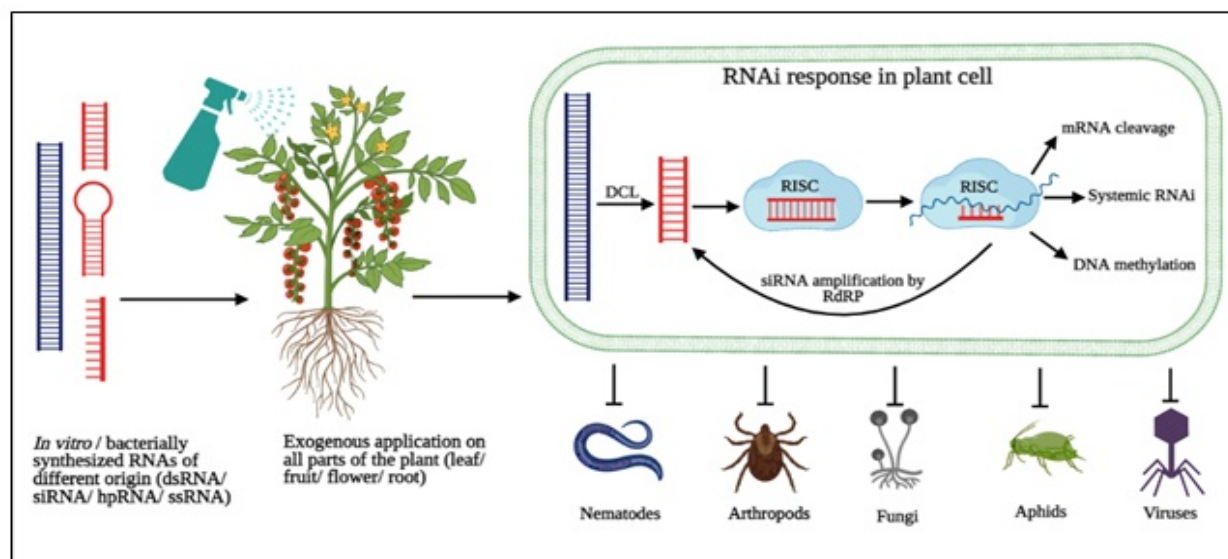 RNAi response in plant cell
DCL
RISC
RISC
mRNA cleavage
Systemic RNAi
DNA methylation
siRNA amplification by
RdRP
In vitro / bacterially
synthesized RNAs of
different origin (dsRNA/
siRNA/ hpRNA/ ssRNA)
Exogenous application on
all parts of the plant (leaf/
fruit/ flower/ root)
Nematodes
Arthropods
Fungi
Aphids
Viruses